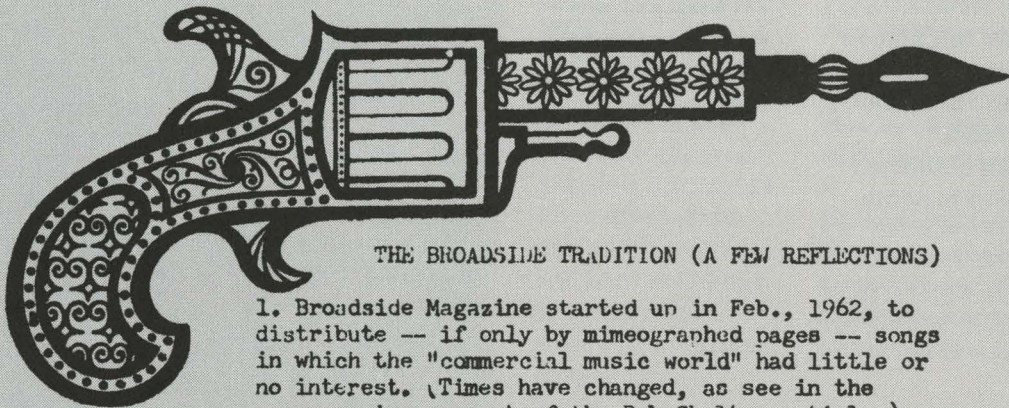 THE BROADSIDE TRADITION (A FEW REFLECTIONS)
1. Broadside Magazine started up in Feb., 1962, to
distribute -- if only by mimeographed pages -- songs
in which the "commercial music world" had little or
no interest. (Times have changed, as see in the